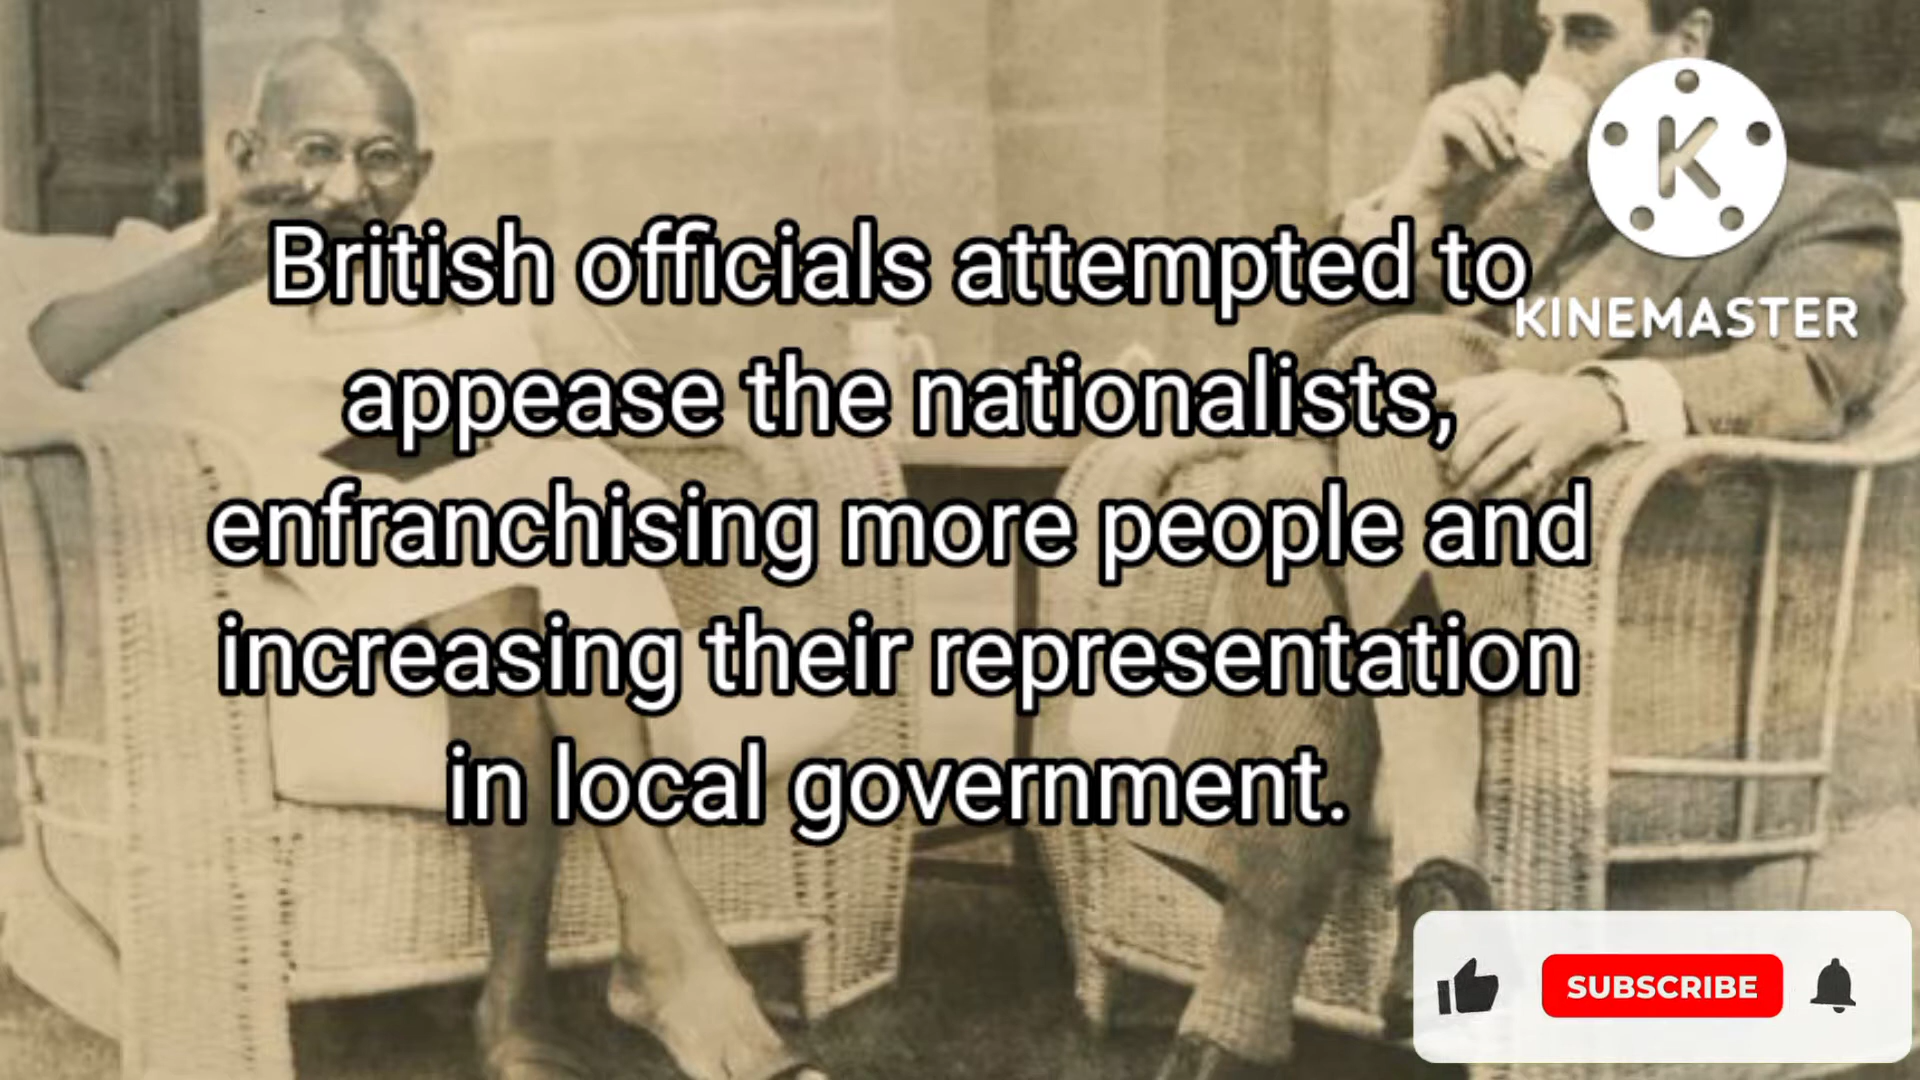 British officials attempted to
appease the nationalists,
enfranchising more people and
increasing their representation
in local government.
K
KINEMASTER
SUBSCRIBE